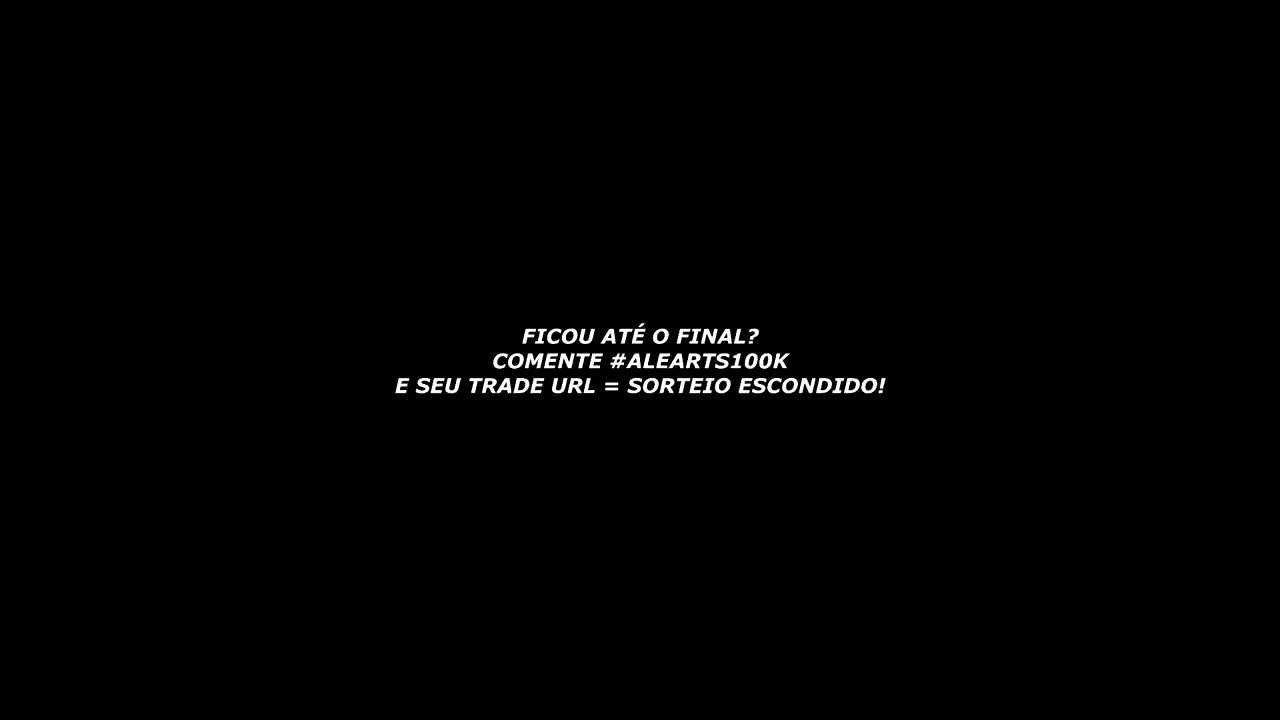 FICOU ATÉ O FINAL?
COMENTE #ALEARTS100K
E SEU TRADE URL = SORTEIO ESCONDIDO!